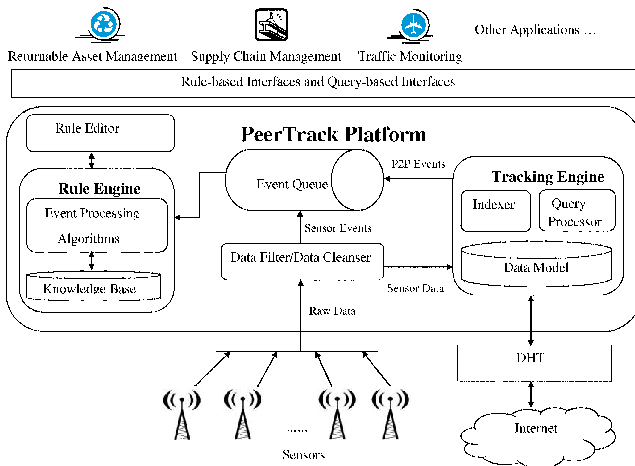 Other Applications ...
Returnable Asset Management
Supply Chain Management
Traffic Monitoring
Rule-based Interfaces and Query-based Interfaces
PeerTrack Platform
Rule Editor
Rule Engine
Event Processing
Algorithms
Knowledge Base
Event Queue
P2P Events
Sensor Events
Data Filter/Data Cleanser
Sensor Data
Raw Data
Tracking Engine
Indexer
Query
Processor
Data Model
DHT
Internet
......
Sensors